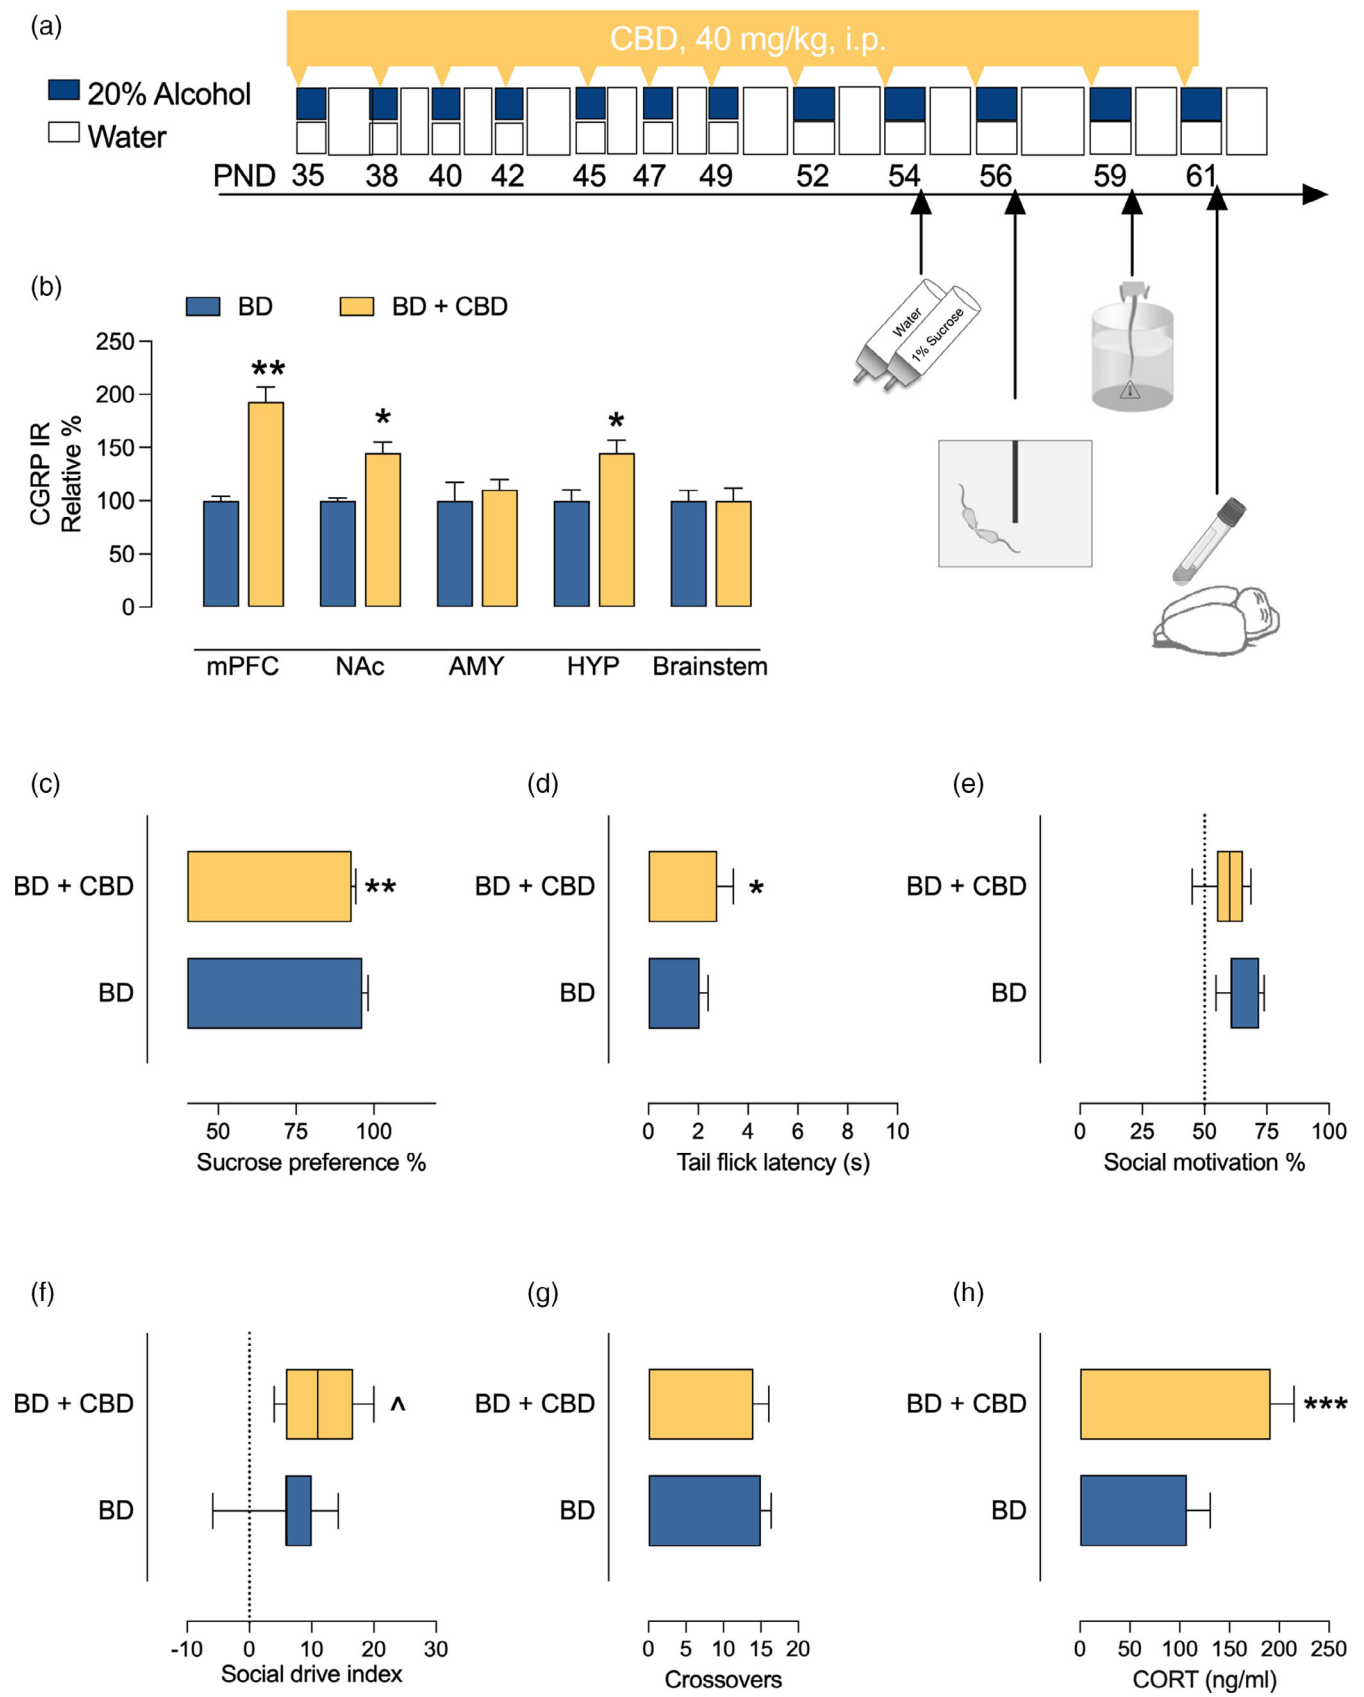 (a)
CBD, 40 mg/kg, i.p.
20% Alcohol
Water
PND 35 38 40 42 45 47 49 52 54 56 59 61
Water
1% Sucrose
(b)
BD BD + CBD
CGRP IR
Relative %
250
200
150
100
50
0
** * *
mPFC NAc AMY HYP Brainstem
(c)
BD + CBD **
BD
50 75 100
Sucrose preference %
(d)
BD + CBD *
BD
0 2 4 6 8 10
Tail flick latency (s)
(e)
BD + CBD
BD
0 25 50 75 100
Social motivation %
(f)
BD + CBD ^
BD
-10 0 10 20 30
Social drive index
(g)
BD + CBD
BD
0 5 10 15 20
Crossovers
(h)
BD + CBD ***
BD
0 50 100 150 200 250
CORT (ng/ml)